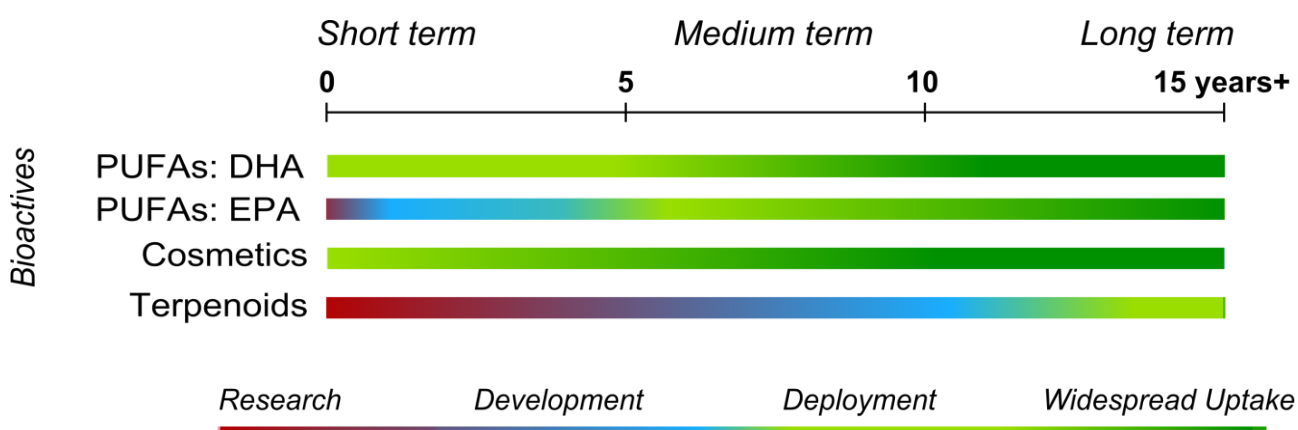 Short term Medium term Long term
0 5 10 15 years+
Bioactives
PUFAs: DHA
PUFAs: EPA
Cosmetics
Terpenoids
Research Development Deployment Widespread Uptake